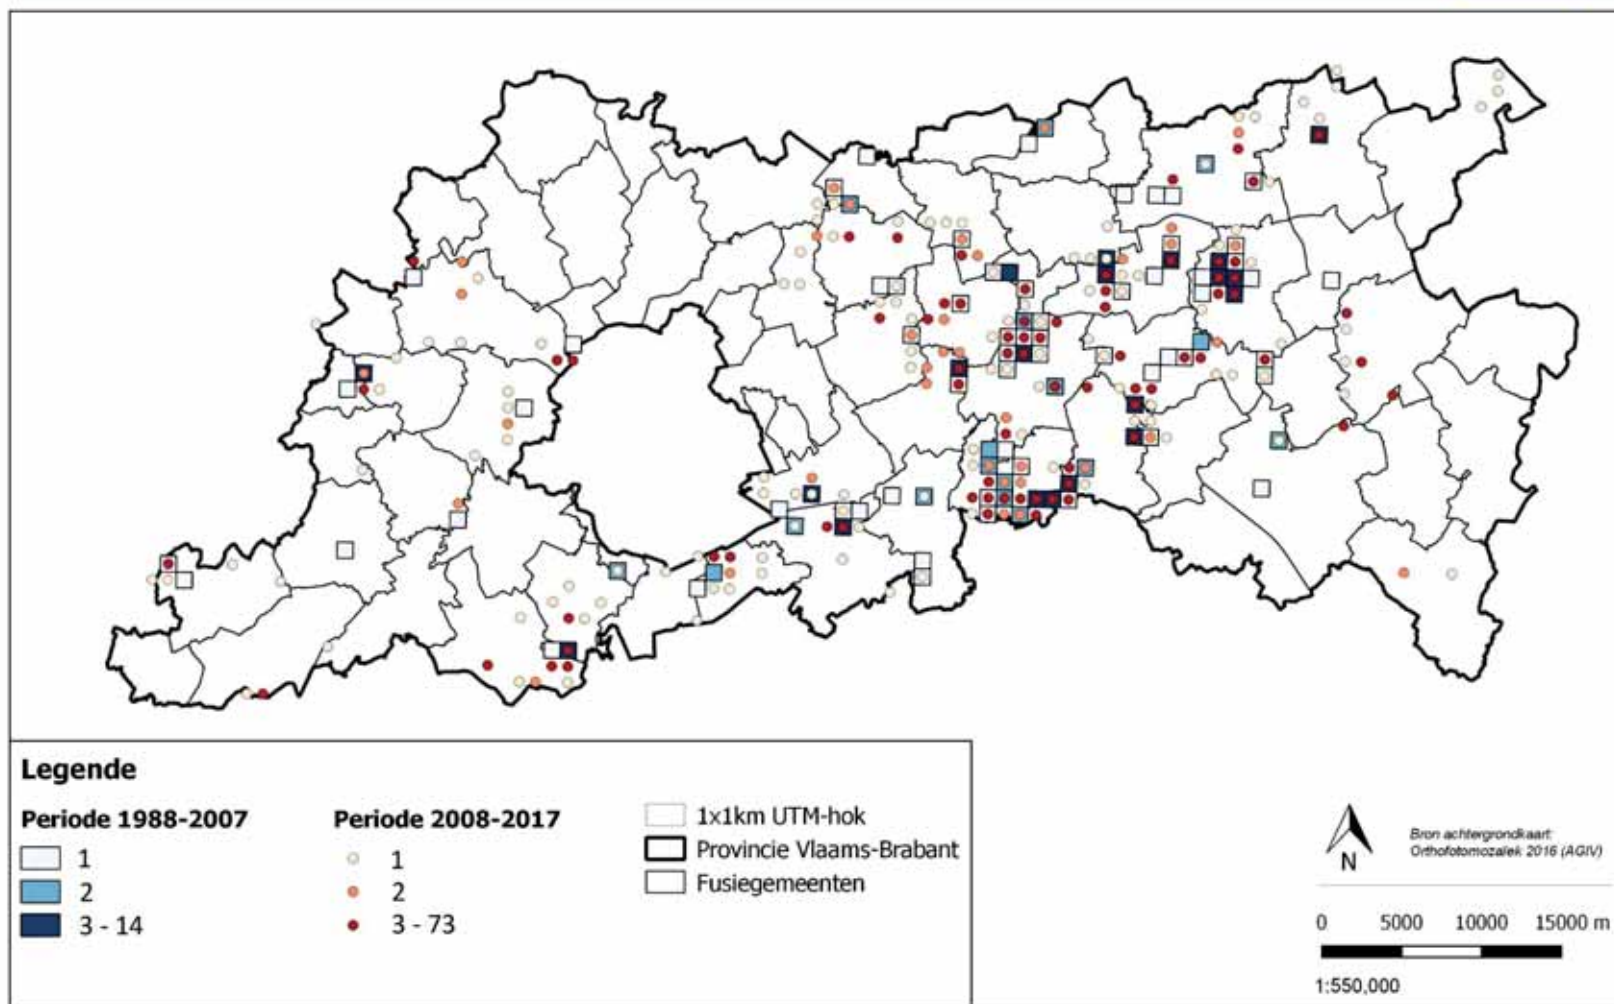 Legende
Periode 1988-2007
1
2
3 - 14
Periode 2008-2017
1
2
3 - 73
1x1km UTM-hok
Provincie Vlaams-Brabant
Fusiegemeenten
N
Bron achtergrondkaart:
Orthofotomozaïek 2016 (AGIV)
0 5000 10000 15000 m
1:550,000